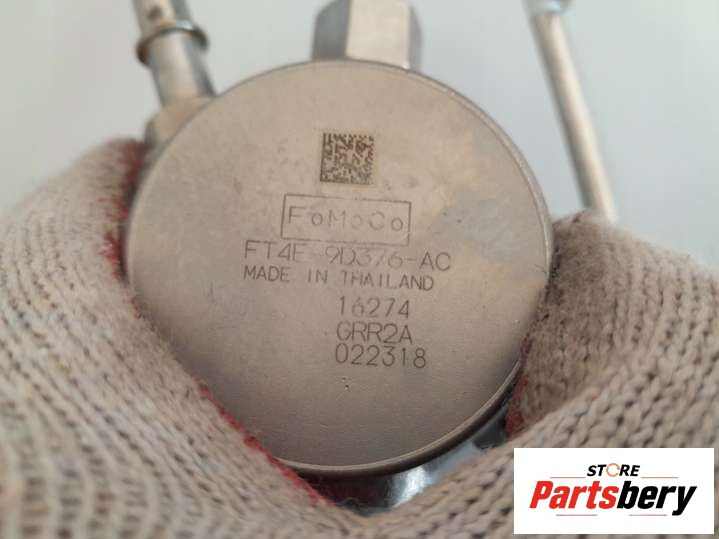 FoMoCo
FT4E-9D376-AC
MADE IN THAILAND
16274
GRR2A
022318
STORE
Partsbery